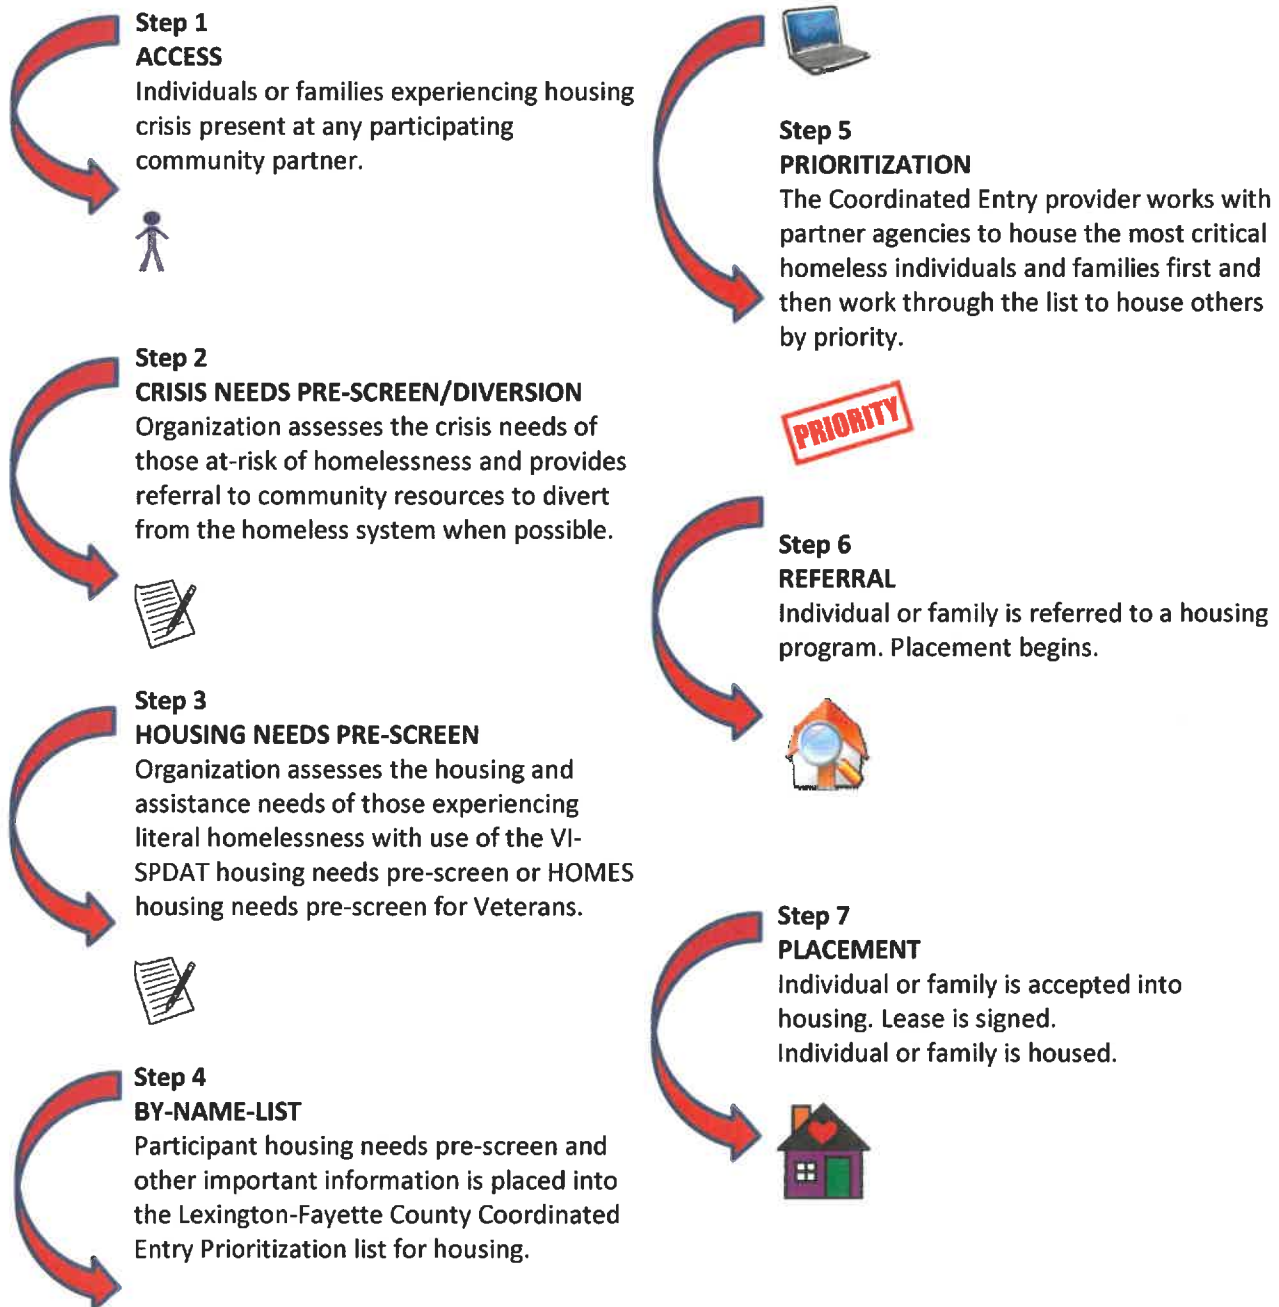 Step 1
ACCESS
Individuals or families experiencing housing
crisis present at any participating
community partner.
Step 2
CRISIS NEEDS PRE-SCREEN/DIVERSION
Organization assesses the crisis needs of
those at-risk of homelessness and provides
referral to community resources to divert
from the homeless system when possible.
Step 3
HOUSING NEEDS PRE-SCREEN
Organization assesses the housing and
assistance needs of those experiencing
literal homelessness with use of the VI-
SPDAT housing needs pre-screen or HOMES
housing needs pre-screen for Veterans.
Step 4
BY-NAME-LIST
Participant housing needs pre-screen and
other important information is placed into
the Lexington-Fayette County Coordinated
Entry Prioritization list for housing.
Step 5
PRIORITIZATION
The Coordinated Entry provider works with
partner agencies to house the most critical
homeless individuals and families first and
then work through the list to house others
by priority.
PRIORITY
Step 6
REFERRAL
Individual or family is referred to a housing
program. Placement begins.
Step 7
PLACEMENT
Individual or family is accepted into
housing. Lease is signed.
Individual or family is housed.